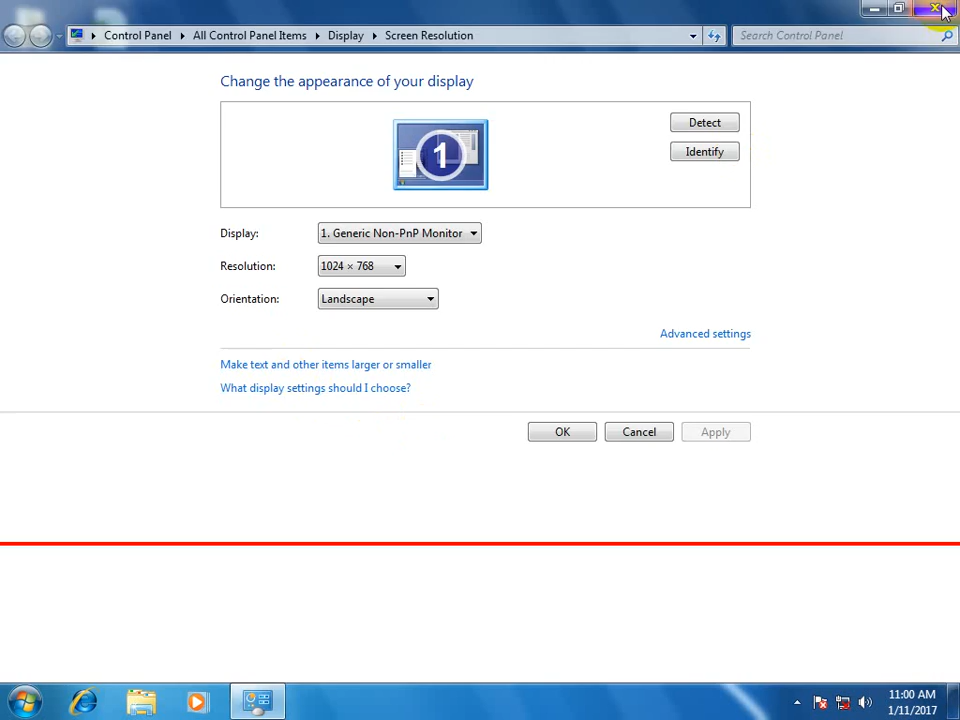 Control Panel All Control Panel Items Display Screen Resolution
Search Control Panel
Change the appearance of your display
1
Detect
Identify
Display: 1. Generic Non-PnP Monitor
Resolution: 1024 × 768
Orientation: Landscape
Advanced settings
Make text and other items larger or smaller
What display settings should I choose?
OK Cancel Apply
11:00 AM
1/11/2017